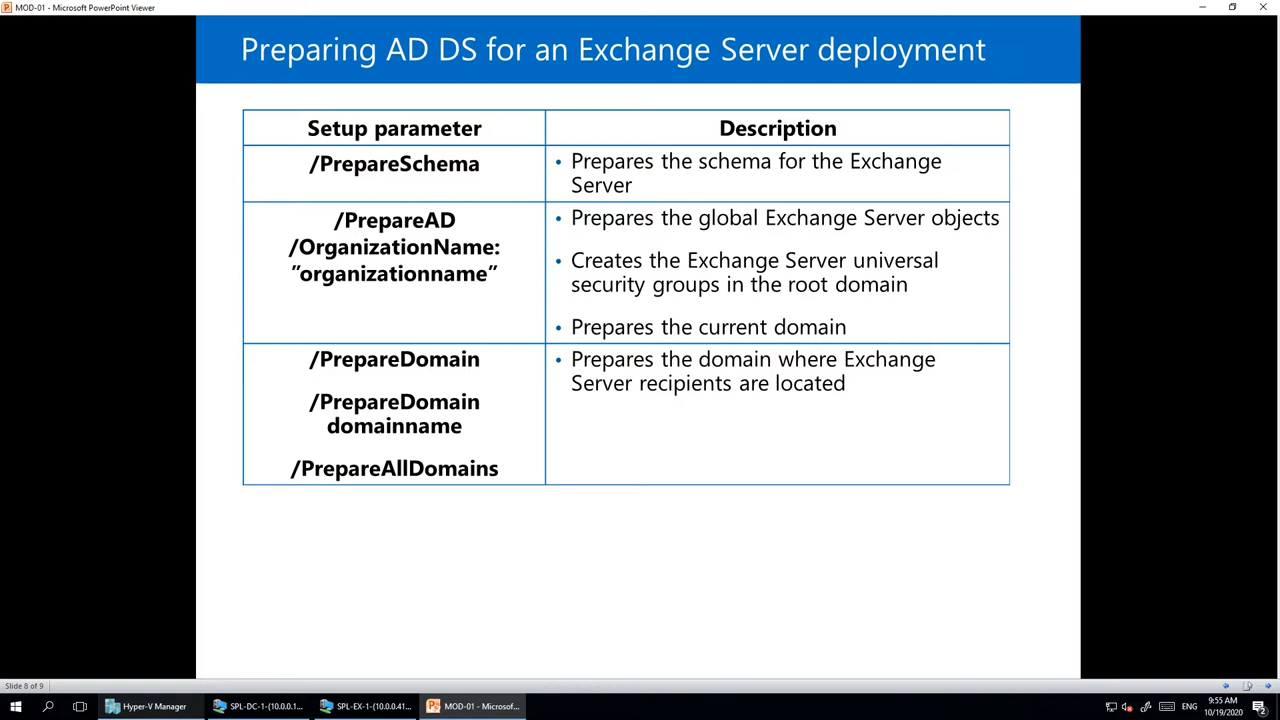 MOD-01 - Microsoft PowerPoint Viewer
Preparing AD DS for an Exchange Server deployment
Setup parameter
Description
/PrepareSchema
• Prepares the schema for the Exchange
Server
/PrepareAD
/OrganizationName:
”organizationname”
• Prepares the global Exchange Server objects
• Creates the Exchange Server universal
security groups in the root domain
• Prepares the current domain
/PrepareDomain
/PrepareDomain
domainname
/PrepareAllDomains
• Prepares the domain where Exchange
Server recipients are located
Slide 8 of 9
Hyper-V Manager
SPL-DC-1-(10.0.0.1...
SPL-EX-1-(10.0.0.41...
MOD-01 - Microsof...
ENG
9:55 AM
10/19/2020
2